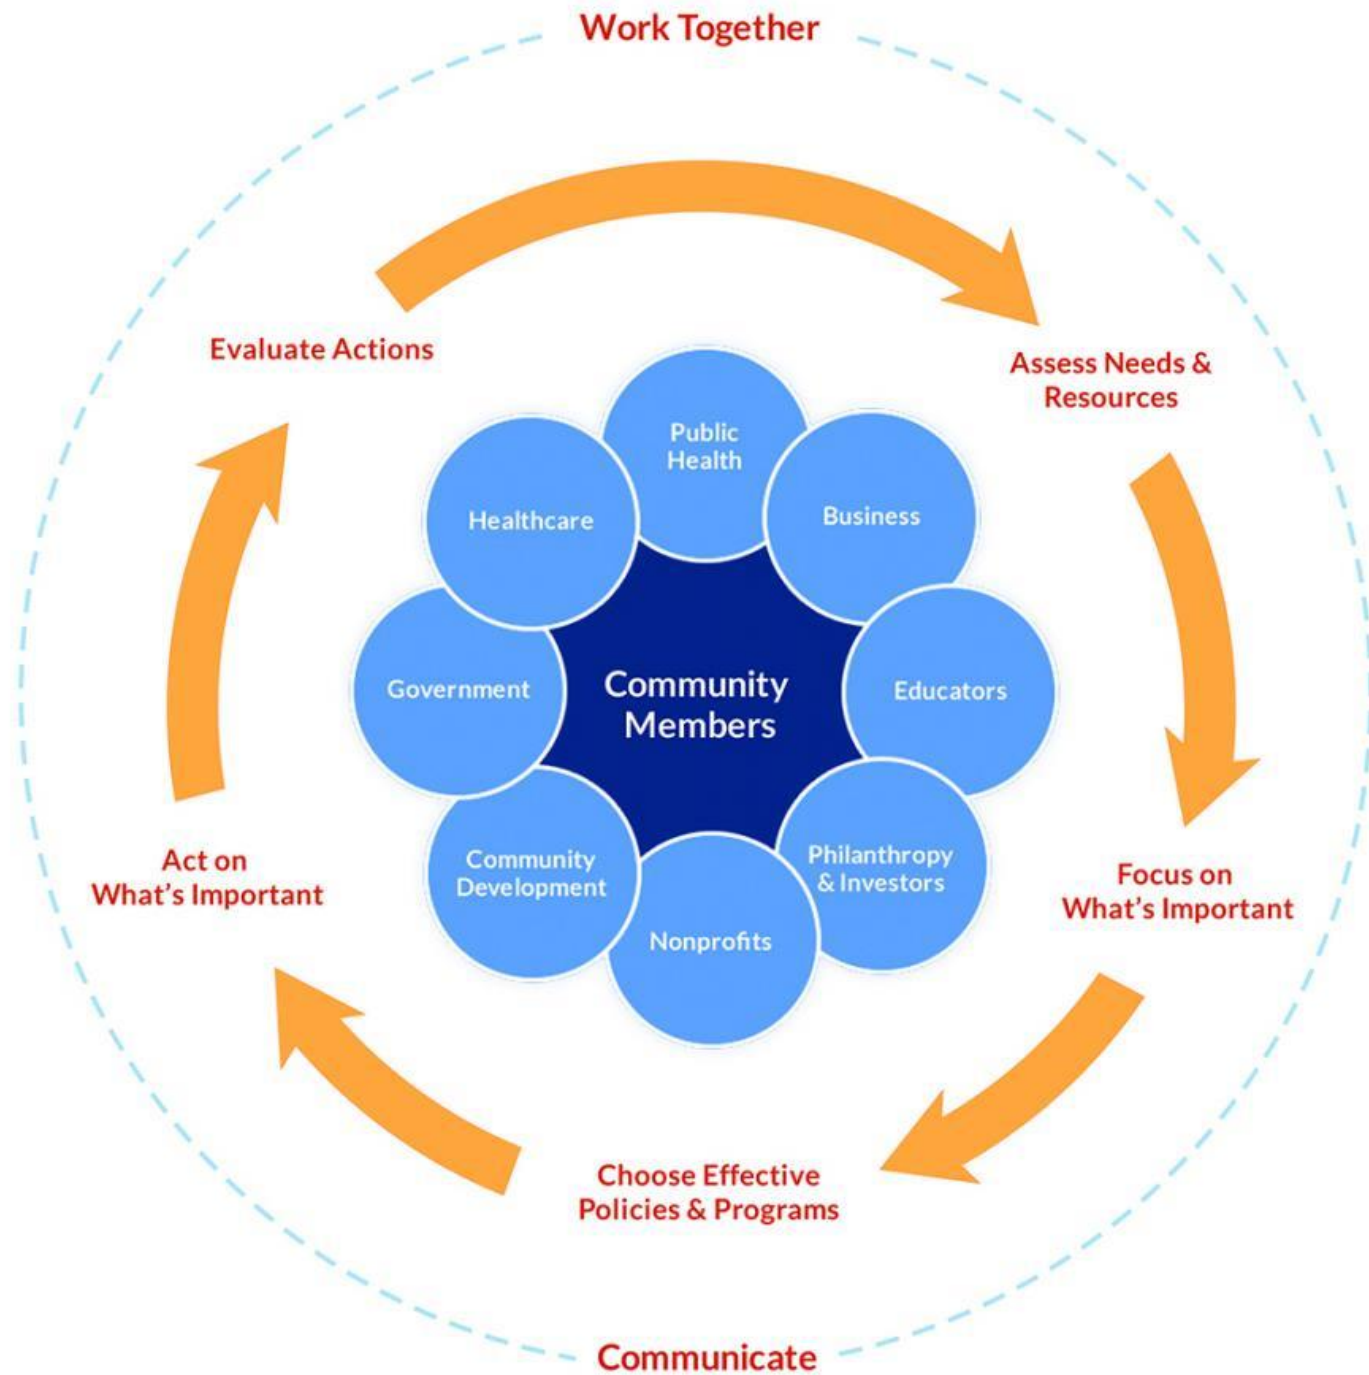 Work Together
Evaluate Actions
Assess Needs &
Resources
Public
Health
Healthcare
Business
Government
Community
Members
Educators
Community
Development
Philanthropy
& Investors
Nonprofits
Act on
What’s Important
Focus on
What’s Important
Choose Effective
Policies & Programs
Communicate